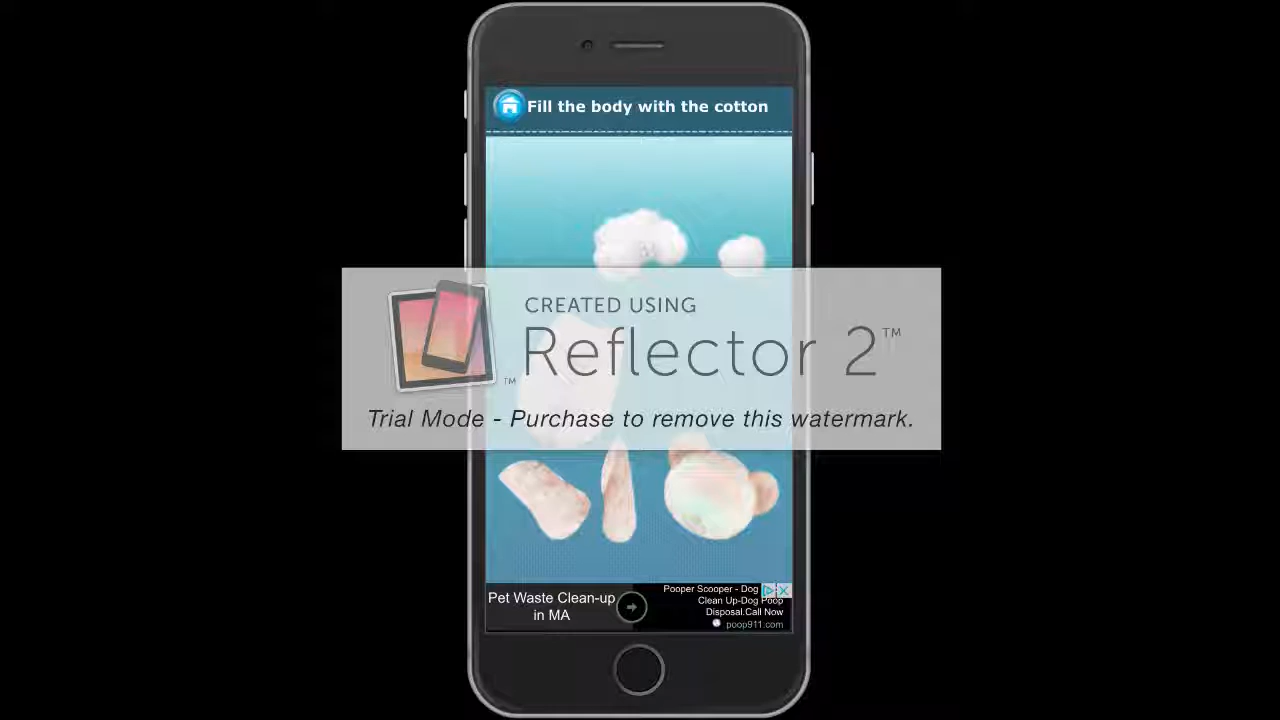 Fill the body with the cotton
CREATED USING
Reflector 2™
™
Trial Mode - Purchase to remove this watermark.
Pet Waste Clean-up
in MA
Pooper Scooper - Dog
Clean Up-Dog Poop
Disposal.Call Now
poop911.com